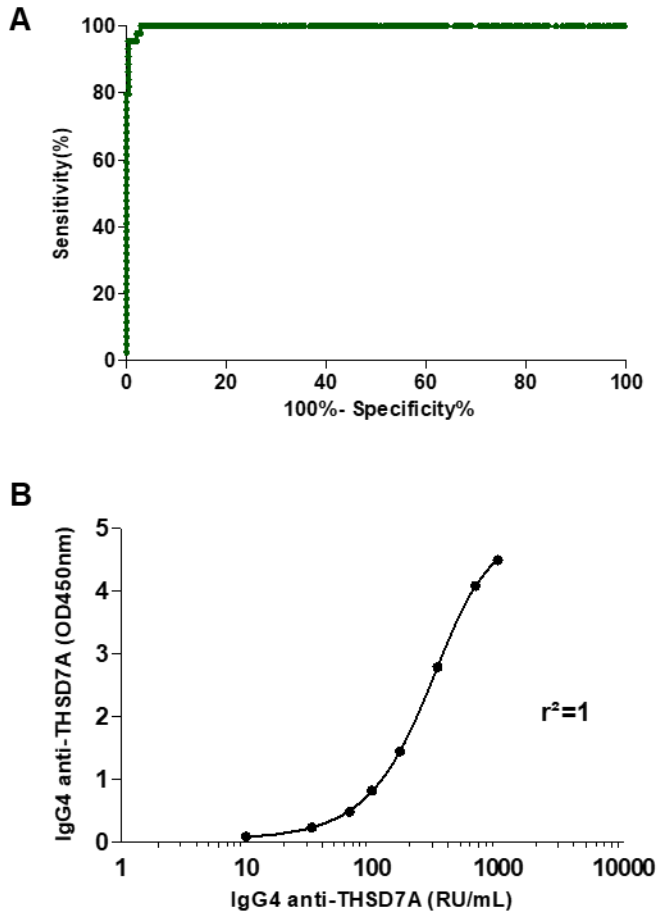 A
100
80
60
40
20
0
Sensitivity(%)
0 20 40 60 80 100
100%- Specificity%
B
5
4
3
2
1
0
IgG4 anti-THSD7A (OD450nm)
r²=1
1 10 100 1000 10000
IgG4 anti-THSD7A (RU/mL)